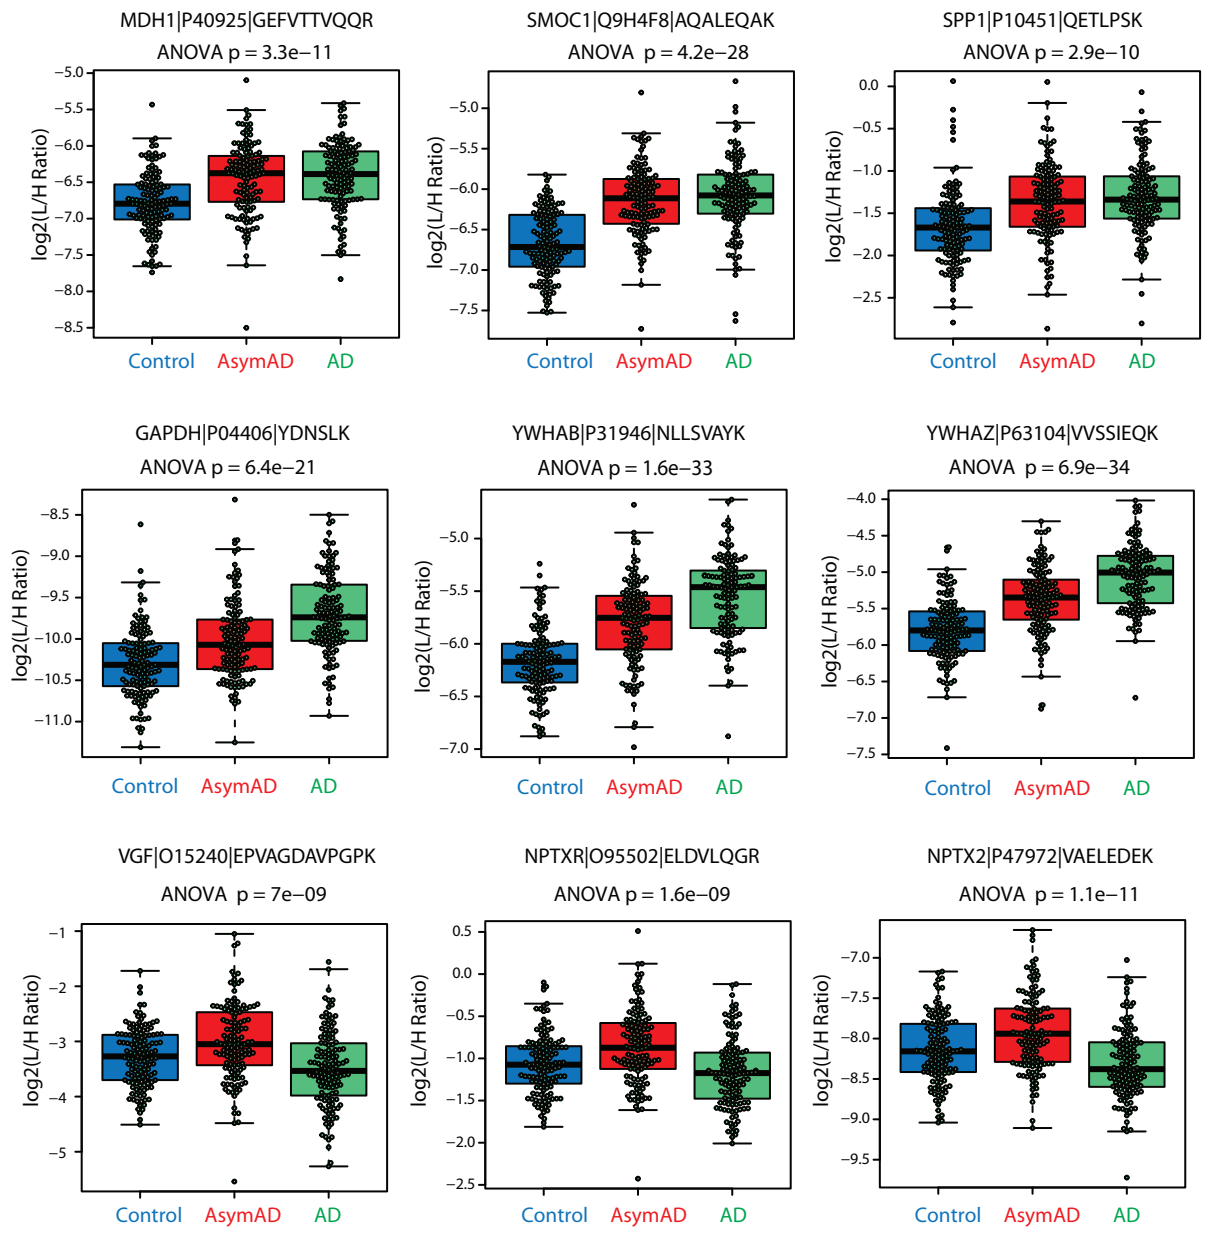 MDH1|P40925|GEFVTTVQQR
ANOVA p = 3.3e−11
log2(L/H Ratio)
−5.0
−5.5
−6.0
−6.5
−7.0
−7.5
−8.0
−8.5
Control AsymAD AD
SMOC1|Q9H4F8|AQALEQAK
ANOVA p = 4.2e−28
log2(L/H Ratio)
−5.0
−5.5
−6.0
−6.5
−7.0
−7.5
Control AsymAD AD
SPP1|P10451|QETLPSK
ANOVA p = 2.9e−10
log2(L/H Ratio)
0.0
−0.5
−1.0
−1.5
−2.0
−2.5
Control AsymAD AD
GAPDH|P04406|YDNSLK
ANOVA p = 6.4e−21
log2(L/H Ratio)
−8.5
−9.0
−9.5
−10.0
−10.5
−11.0
Control AsymAD AD
YWHAB|P31946|NLLSVAYK
ANOVA p = 1.6e−33
log2(L/H Ratio)
−5.0
−5.5
−6.0
−6.5
−7.0
Control AsymAD AD
YWHAZ|P63104|VVSSIEQK
ANOVA p = 6.9e−34
log2(L/H Ratio)
−4.0
−4.5
−5.0
−5.5
−6.0
−6.5
−7.0
−7.5
Control AsymAD AD
VGF|O15240|EPVAGDAVPGPK
ANOVA p = 7e−09
log2(L/H Ratio)
−1
−2
−3
−4
−5
Control AsymAD AD
NPTXR|O95502|ELDVLQGR
ANOVA p = 1.6e−09
log2(L/H Ratio)
0.5
0.0
−0.5
−1.0
−1.5
−2.0
−2.5
Control AsymAD AD
NPTX2|P47972|VAELEDEK
ANOVA p = 1.1e−11
log2(L/H Ratio)
−7.0
−7.5
−8.0
−8.5
−9.0
−9.5
Control AsymAD AD